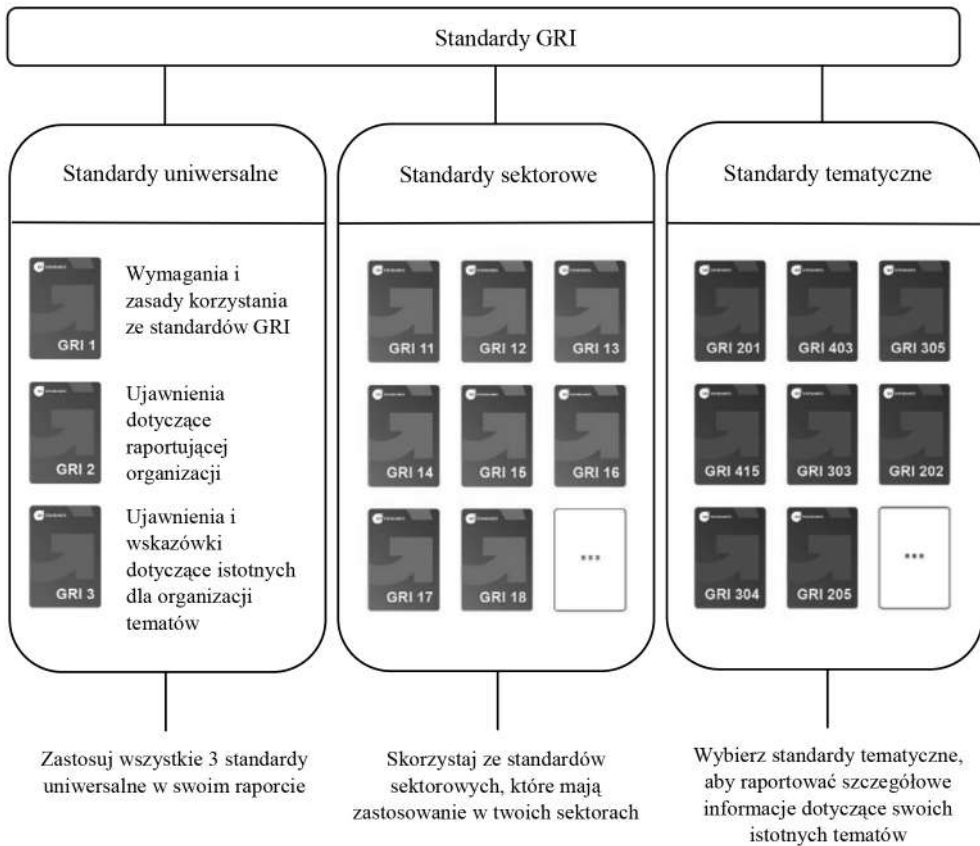 Standardy GRI
Standardy uniwersalne
GRI 1
Wymagania i
zasady korzystania
ze standardów GRI
GRI 2
Ujawnienia
dotyczące
raportującej
organizacji
GRI 3
Ujawnienia i
wskazówki
dotyczące istotnych
dla organizacji
tematów
Zastosuj wszystkie 3 standardy
uniwersalne w swoim raporcie
Standardy sektorowe
GRI 11 GRI 12 GRI 13
GRI 14 GRI 15 GRI 16
GRI 17 GRI 18 ***
Skorzystaj ze standardów
sektorowych, które mają
zastosowanie w twoich sektorach
Standardy tematyczne
GRI 201 GRI 403 GRI 305
GRI 415 GRI 303 GRI 202
GRI 304 GRI 205 ***
Wybierz standardy tematyczne,
aby raportować szczegółowe
informacje dotyczące swoich
istotnych tematów